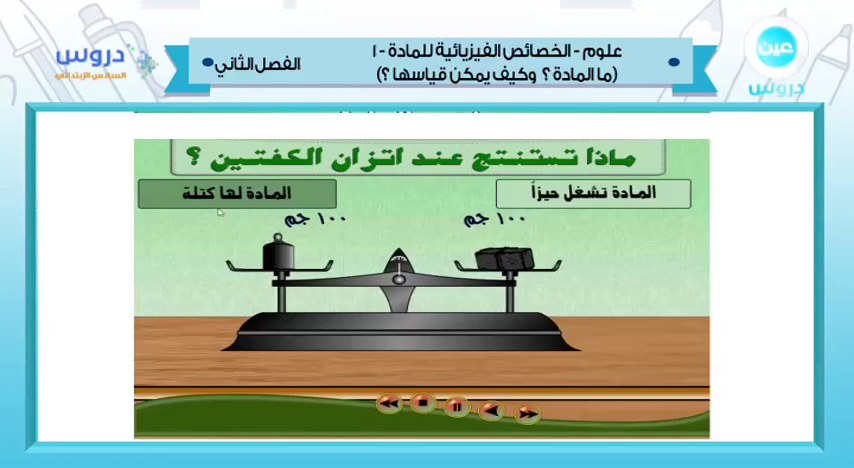 علوم - الخصائص الفيزيائية للمادة - ١
(ما المادة ؟ وكيف يمكن قياسها ؟)
الفصل الثاني
عين
دروس
دروس
السادس الإبتدائي
ماذا تستنتج عند اتزان الكفتين ؟
المادة تشغل حيزاً
المادة لها كتلة
١٠٠ جم
١٠٠ جم